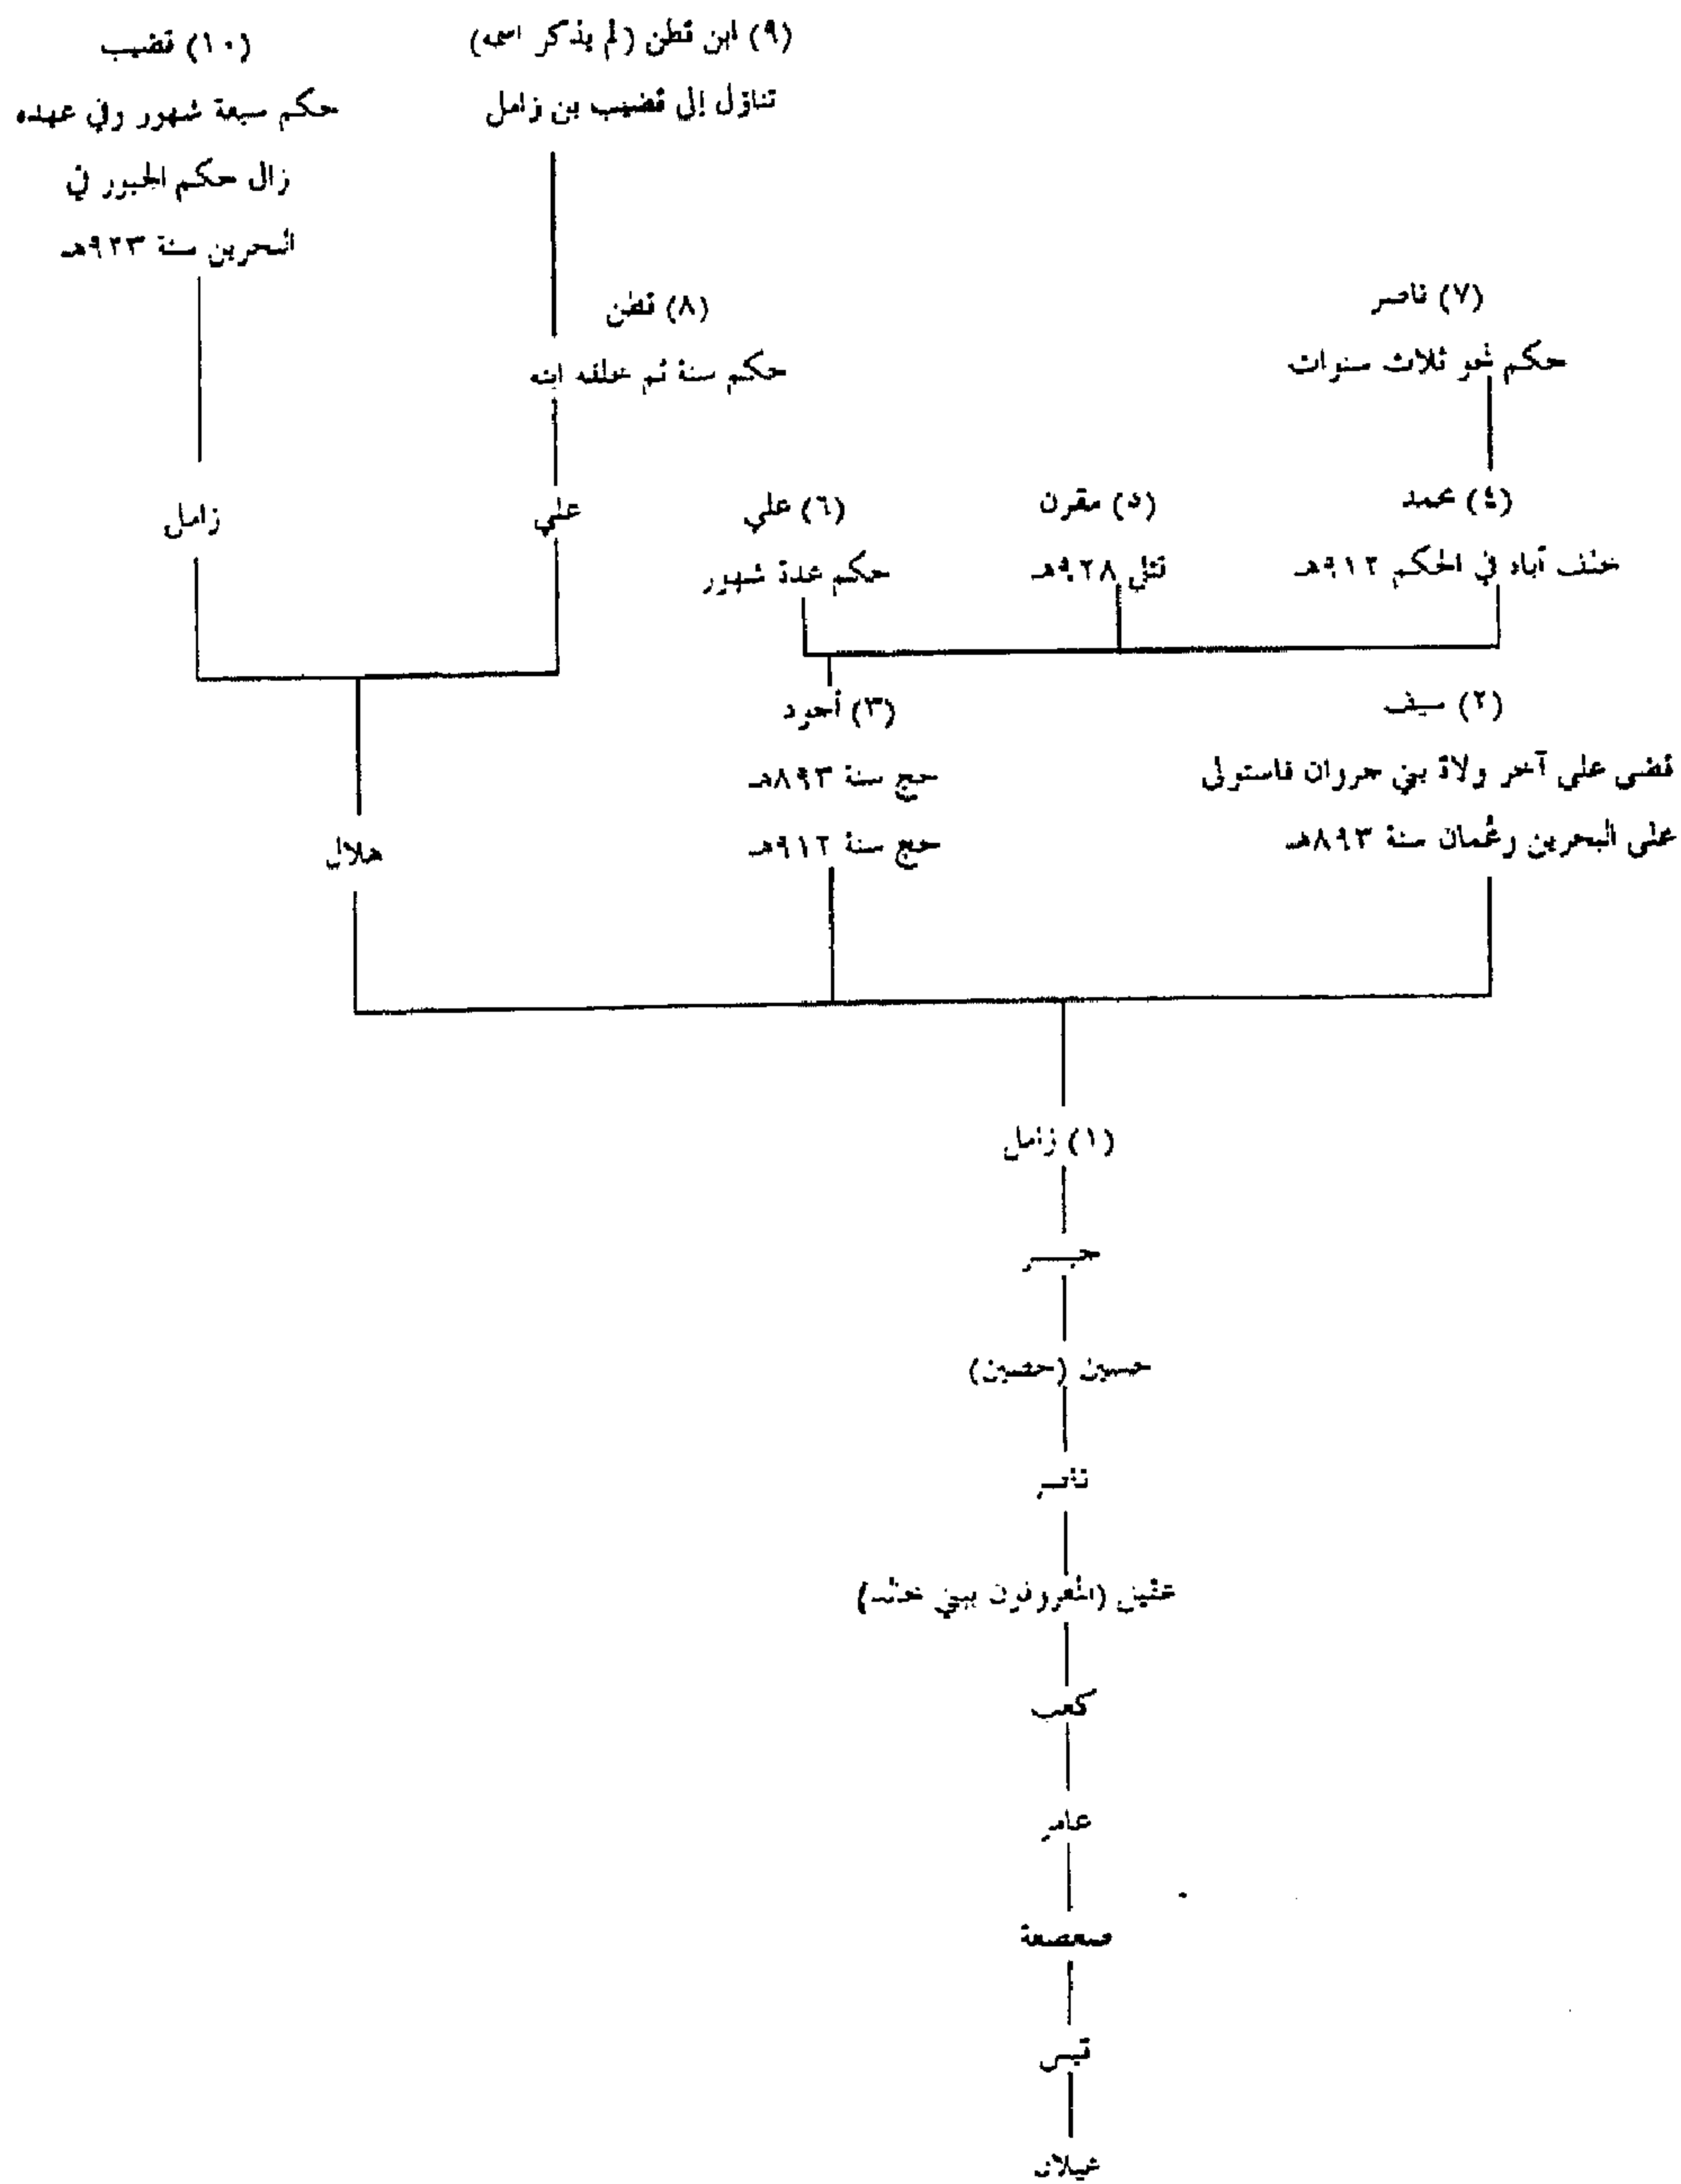 (١٠) قضيب
حكم سبعة شهور وفي عهده
زال حكم الجبور في
البحرين سنة ٩٣٣هـ
(٩) ابن قطن (لم يذكر اسمه)
تناول إلى قضيب بن زامل
(٨) قطن
حكم سنة ثم خلفه ابنه
(٧) ناصر
حكم نحو ثلاث سنوات
زامل
علي
(٦) علي
حكم عدة شهور
(٥) مقرن
قتل ٩٢٨هـ
(٤) محمد
خلف آباه في الحكم ٩١٢هـ
(٣) أجود
حج سنة ٨٩٣هـ
حج سنة ٩١٢هـ
(٢) سيف
قضى على آخر ولاة بني جروان فاستولى
على البحرين وعُمان سنة ٨٩٣هـ
هلال
(١) زامل
جبر
حسين (حصين)
ناصر
عقيل (المعروفون ببني خالد)
كعب
عامر
صعصعة
قيس
عيلان